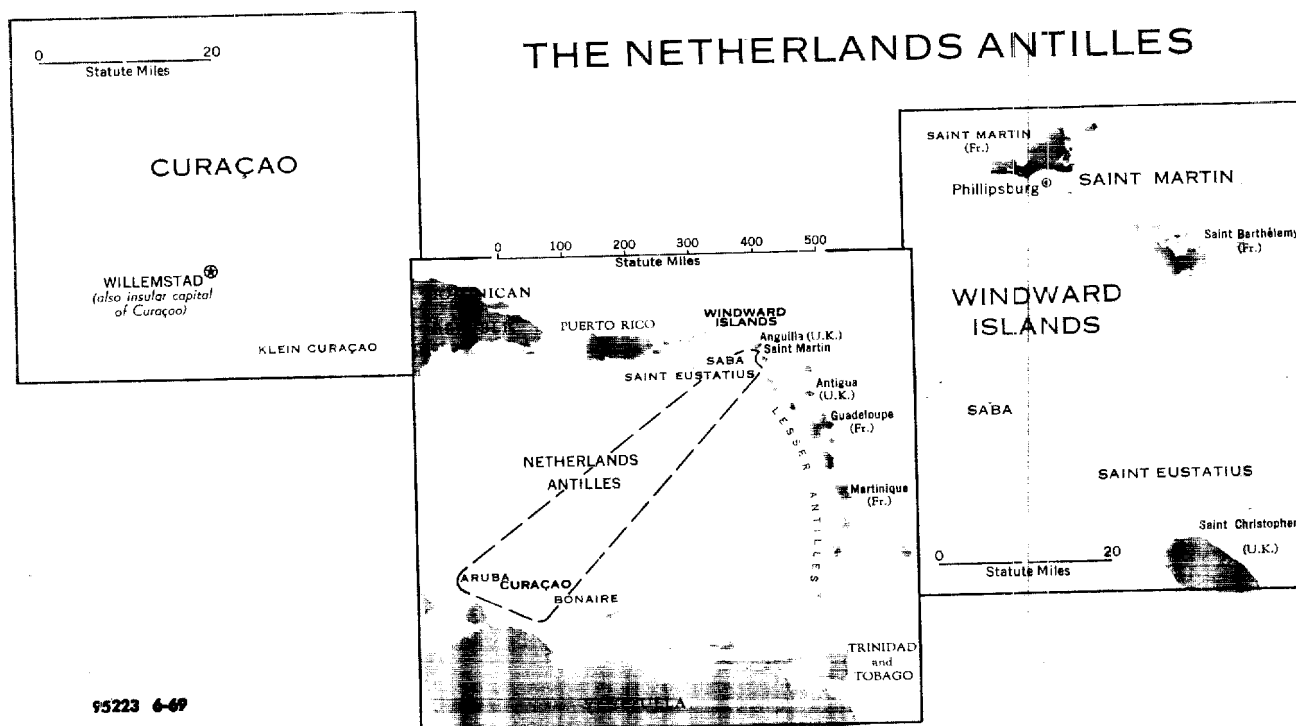 THE NETHERLANDS ANTILLES
0 20
Statute Miles
CURAÇAO
WILLEMSTAD
(also insular capital
of Curaçao)
KLEIN CURAÇAO
0 100 200 300 400 500
Statute Miles
PUERTO RICO
WINDWARD
ISLANDS
Anguilla (U.K.)
Saint Martin
SABA
SAINT EUSTATIUS
Antigua
(U.K.)
Guadeloupe
(Fr.)
LESSER ANTILLES
NETHERLANDS
ANTILLES
Martinique
(Fr.)
ARUBA
CURAÇAO
BONAIRE
TRINIDAD
and
TOBAGO
VENEZUELA
SAINT MARTIN
(Fr.)
Phillipsburg
SAINT MARTIN
Saint Barthélemy
(Fr.)
WINDWARD
ISLANDS
SABA
SAINT EUSTATIUS
Saint Christopher
(U.K.)
0 20
Statute Miles
95223 6-69